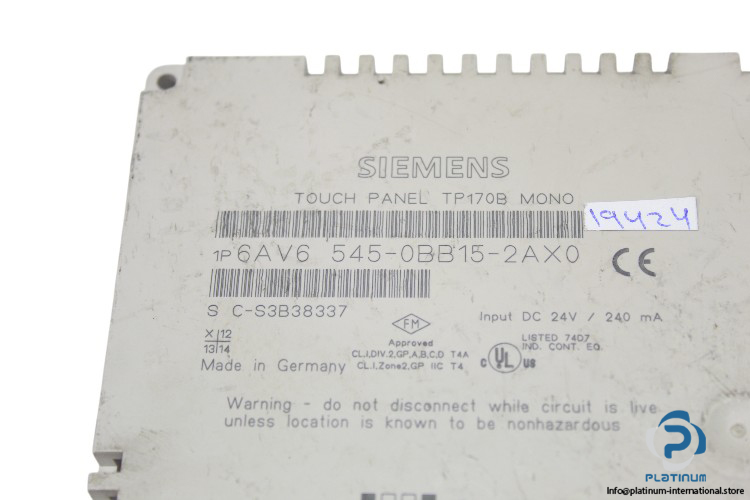 SIEMENS
TOUCH PANEL TP170B MONO
19424
1P 6AV6 545-0BB15-2AX0
CE
S C-S3B38337
FM
Approved
CL.I,DIV.2,GP.A,B,C,D T4A
CL.I,Zone2,GP IIC T4
Input DC 24V / 240 mA
LISTED 74D7
IND. CONT. EQ.
C UL US
X 12
13 14
Made in Germany
Warning - do not disconnect while circuit is live
unless location is known to be nonhazardous
PLATINUM
Info@platinum-international.store